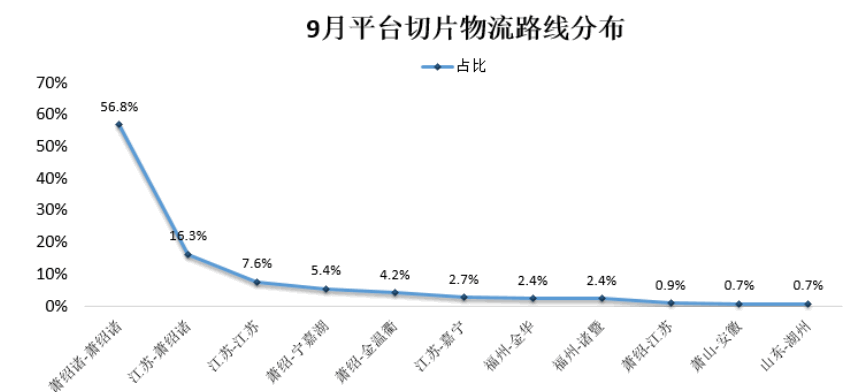 9月平台切片物流路线分布
占比
70%
60%
50%
40%
30%
20%
10%
0%
56.8%
16.3%
7.6%
5.4%
4.2%
2.7%
2.4%
2.4%
0.9%
0.7%
0.7%
萧绍诸-萧绍诸
江苏-萧绍诸
江苏-江苏
萧绍-宁嘉湖
萧绍-金温衢
江苏-嘉宁
福州-金华
福州-诸暨
萧绍-江苏
萧山-安徽
山东-湖州